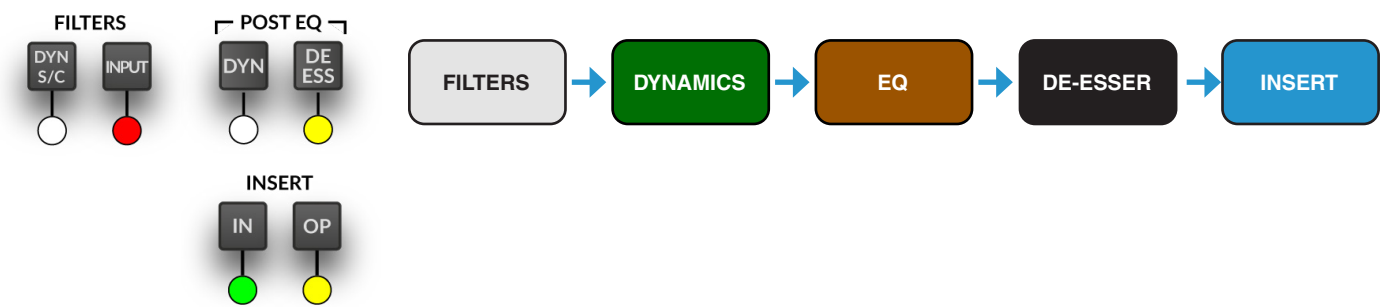 FILTERS
DYN
S/C
INPUT
POST EQ
DYN
DE
ESS
FILTERS
DYNAMICS
EQ
DE-ESSER
INSERT
INSERT
IN
OP